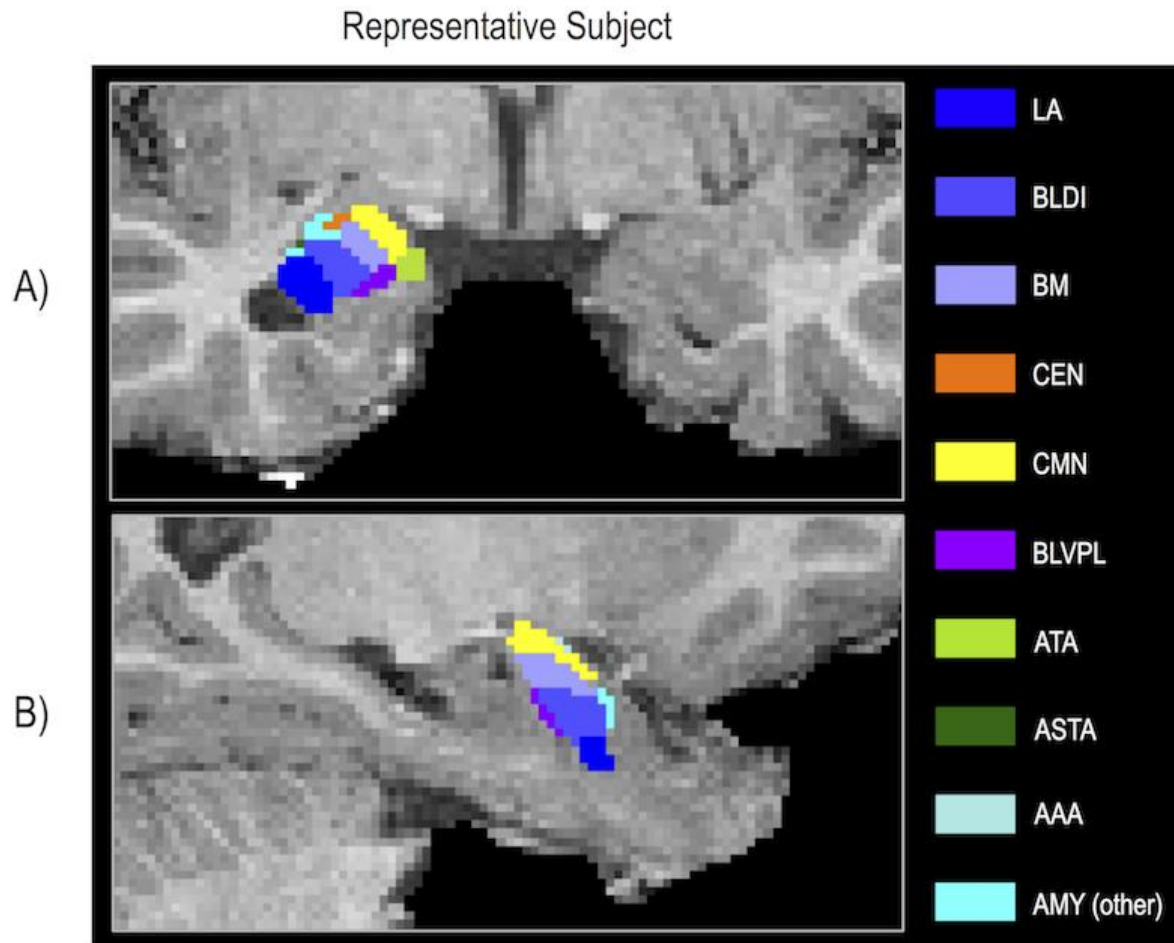 Representative Subject
A)
B)
LA
BLDI
BM
CEN
CMN
BLVPL
ATA
ASTA
AAA
AMY (other)